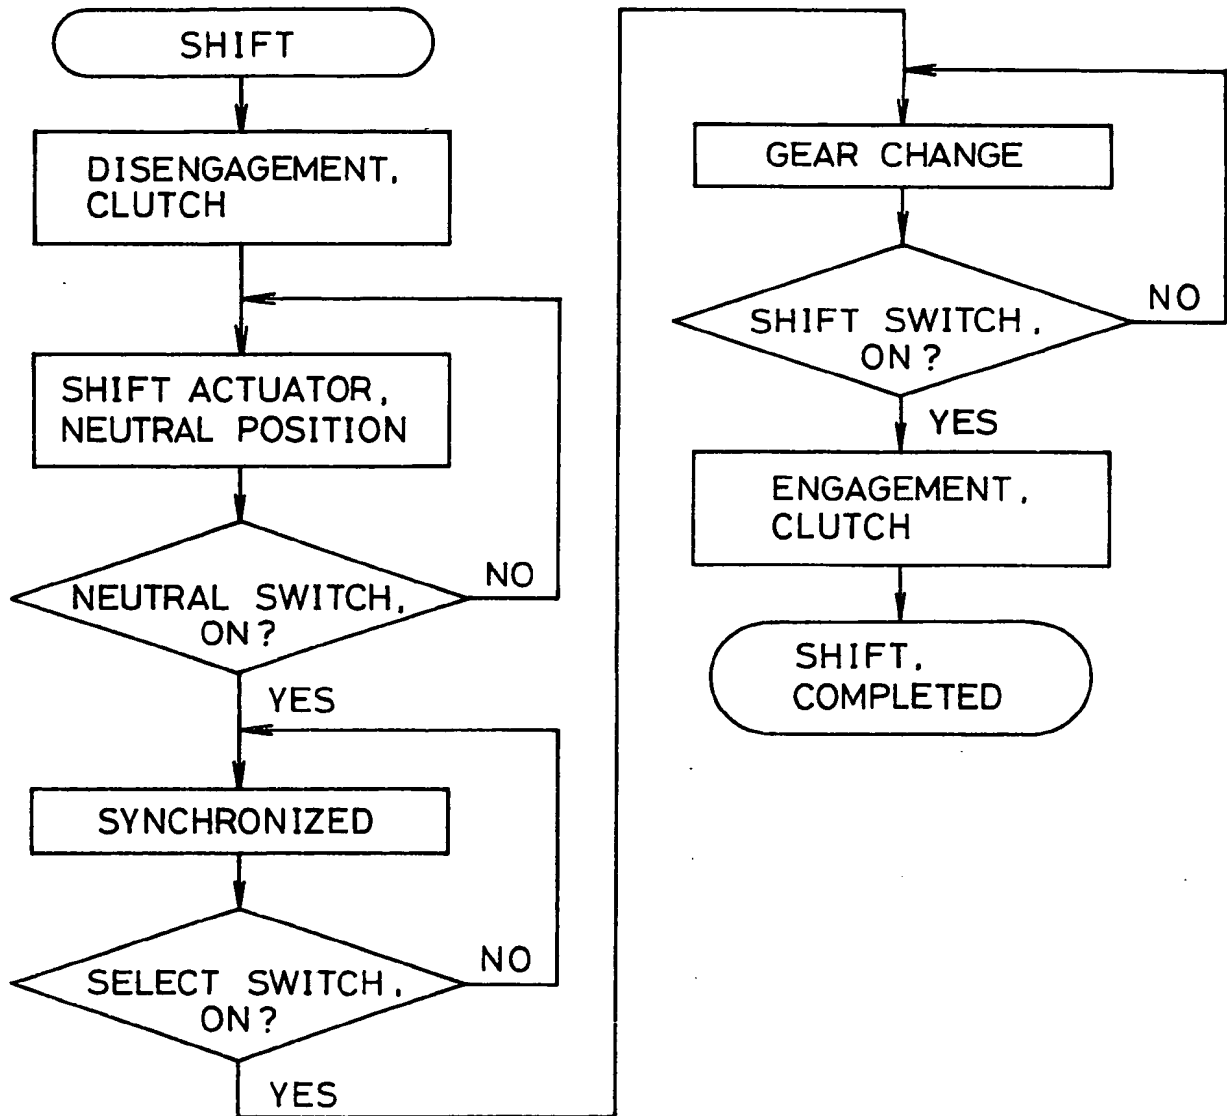 SHIFT
DISENGAGEMENT,
CLUTCH
SHIFT ACTUATOR,
NEUTRAL POSITION
NEUTRAL SWITCH,
ON?
NO
YES
SYNCHRONIZED
SELECT SWITCH,
ON?
NO
YES
GEAR CHANGE
SHIFT SWITCH,
ON?
NO
YES
ENGAGEMENT,
CLUTCH
SHIFT,
COMPLETED